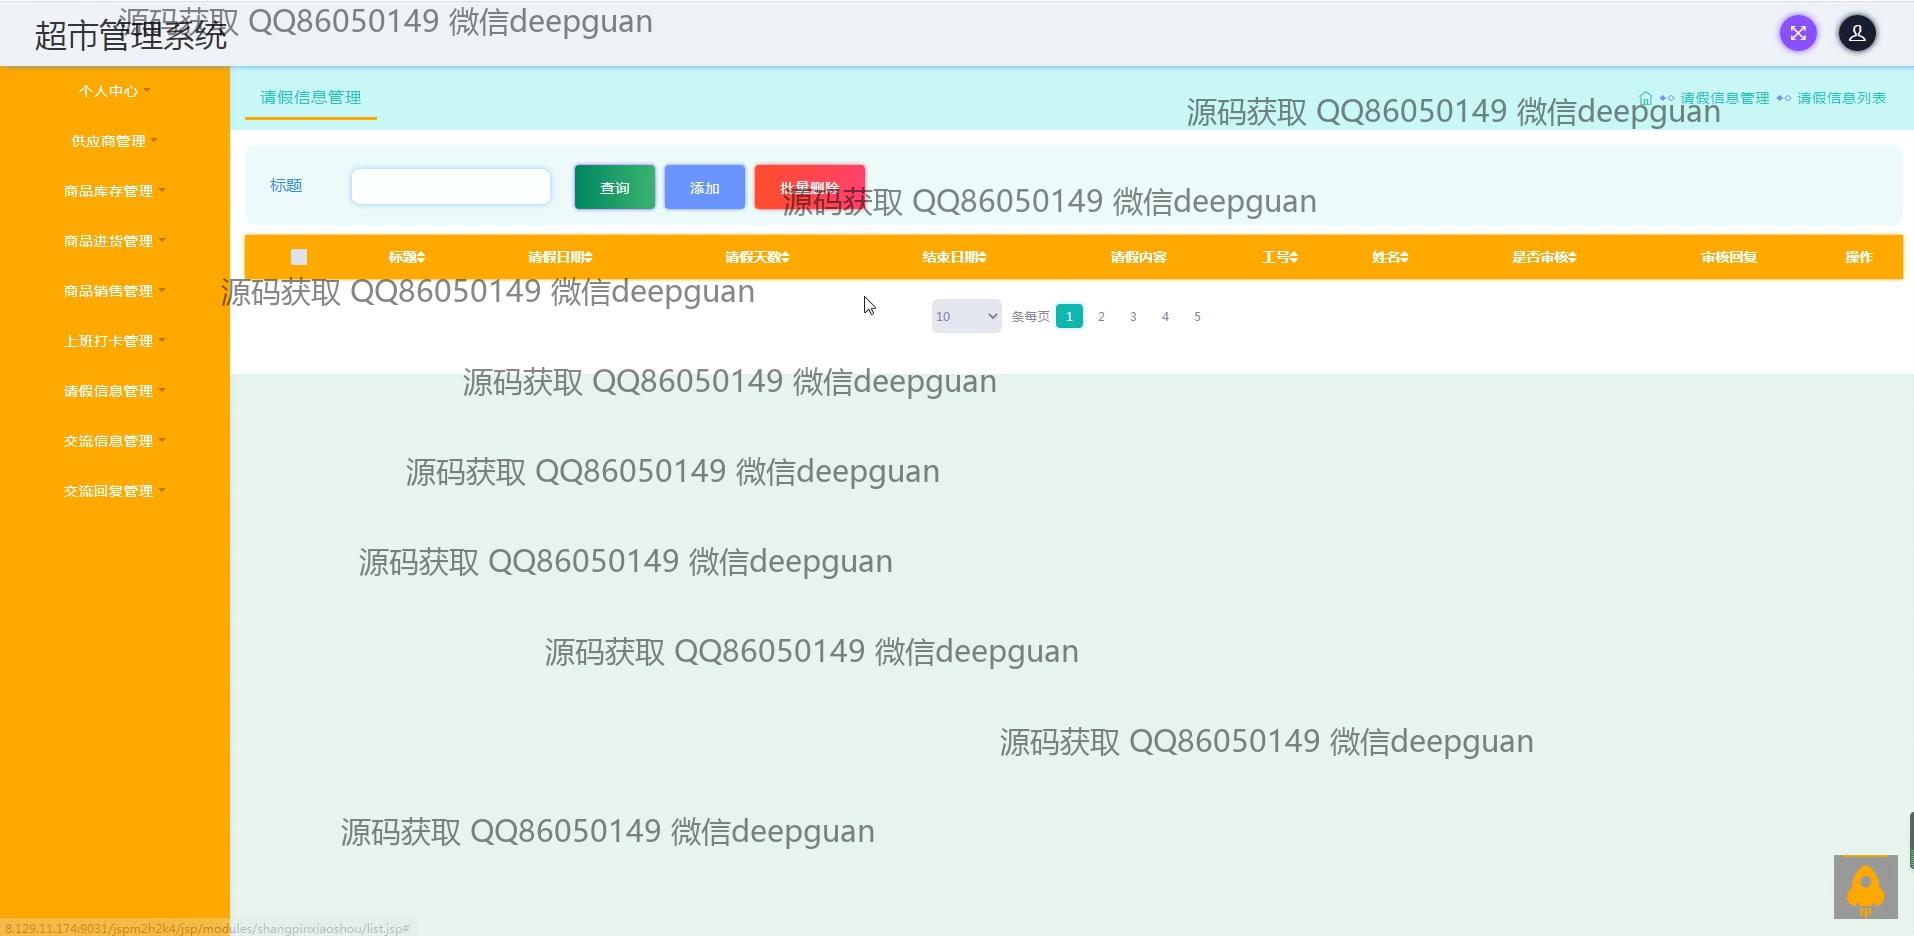 源码获取 QQ86050149 微信deepguan
超市管理系统
个人中心
供应商管理
商品库存管理
商品进货管理
商品销售管理
上班打卡管理
请假信息管理
交流信息管理
交流回复管理
请假信息管理
请假信息管理 请假信息列表
源码获取 QQ86050149 微信deepguan
标题 查询 添加 批量删除
源码获取 QQ86050149 微信deepguan
标题 请假日期 请假天数 结束日期 请假内容 工号 姓名 是否审核 审核回复 操作
源码获取 QQ86050149 微信deepguan
10 条每页 1 2 3 4 5
源码获取 QQ86050149 微信deepguan
源码获取 QQ86050149 微信deepguan
源码获取 QQ86050149 微信deepguan
源码获取 QQ86050149 微信deepguan
源码获取 QQ86050149 微信deepguan
源码获取 QQ86050149 微信deepguan
8.129.11.174:9031/jspm2h2k4/jsp/modules/shangpinxiaoshou/list.jsp#